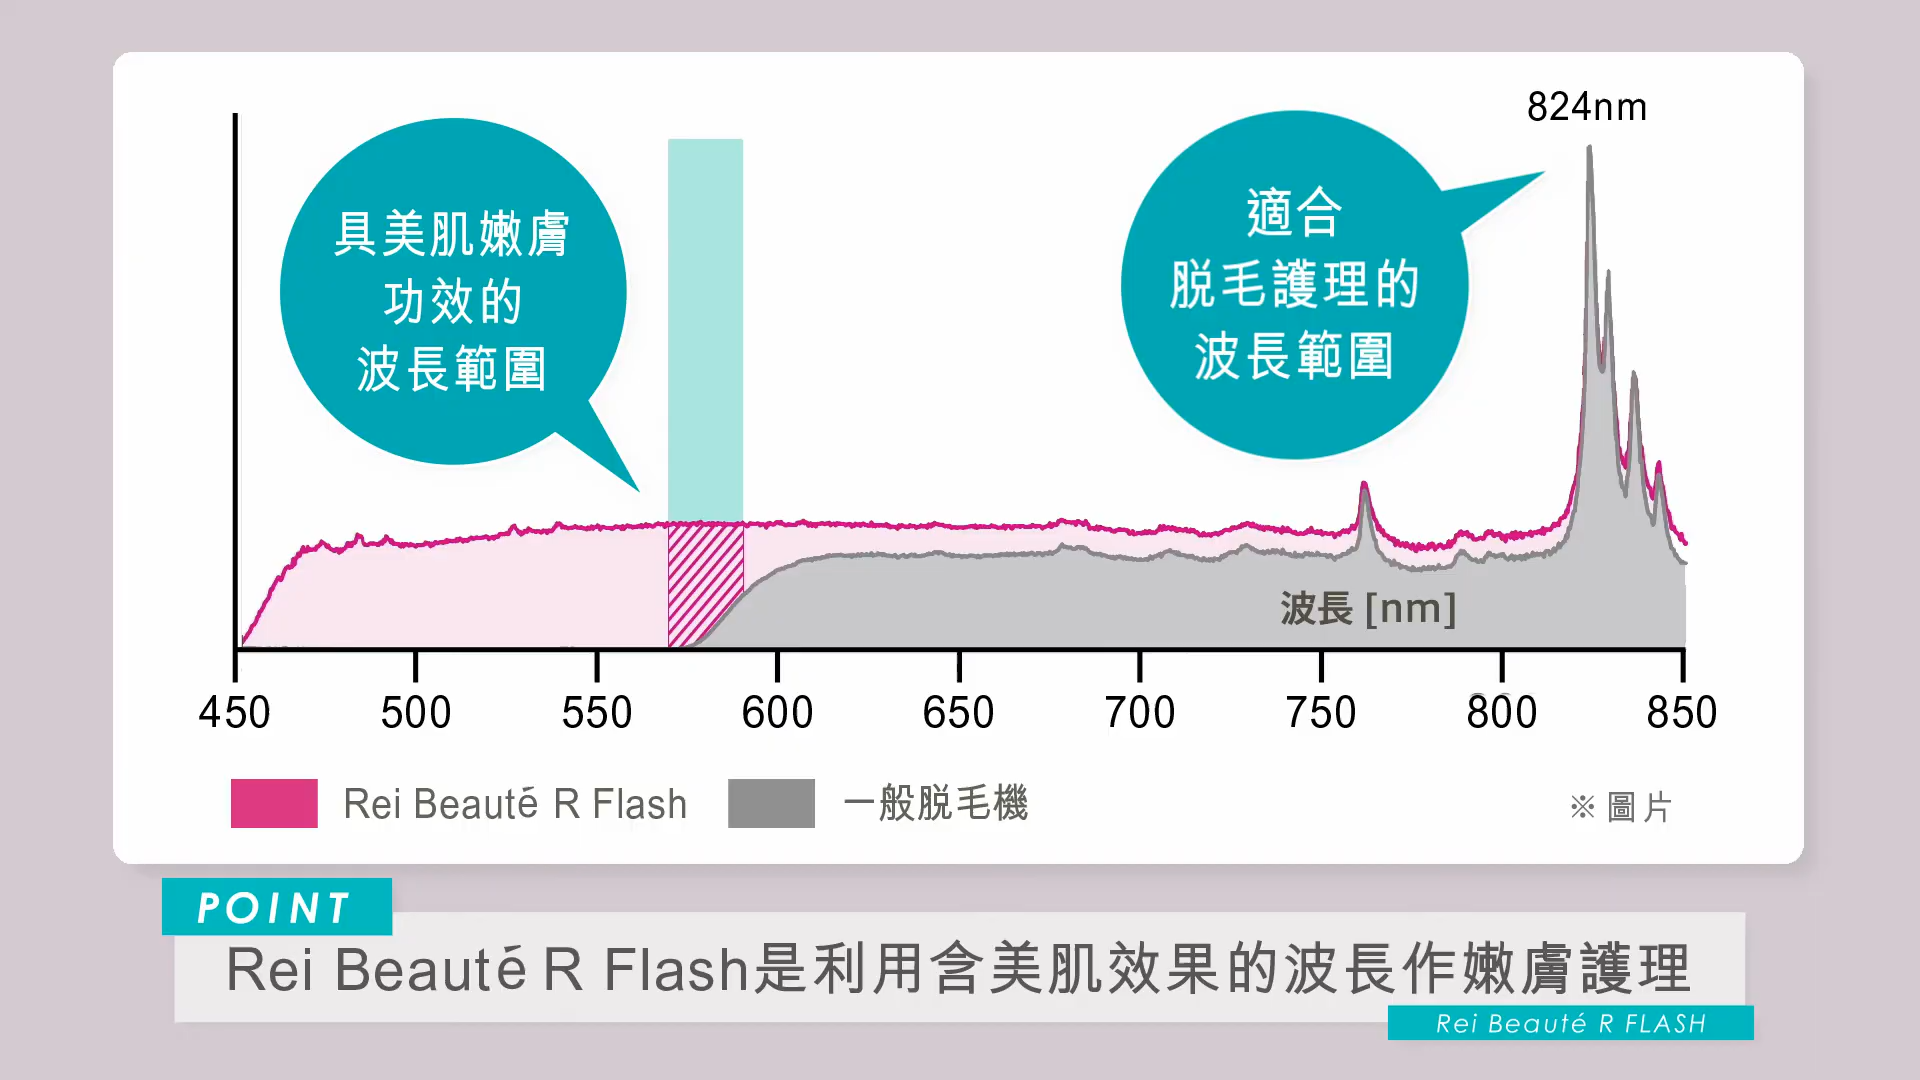 824nm
具美肌嫩膚
功效的
波長範圍
適合
脱毛護理的
波長範圍
波長 [nm]
450 500 550 600 650 700 750 800 850
Rei Beauté R Flash 一般脱毛機
※圖片
POINT
Rei Beauté R Flash是利用含美肌效果的波長作嫩膚護理
Rei Beauté R FLASH